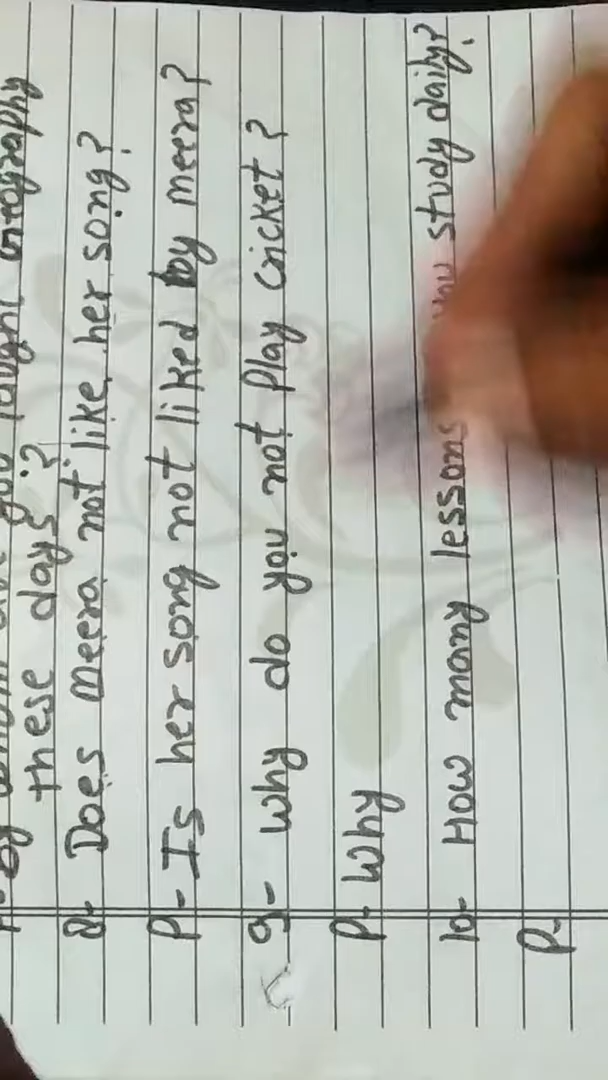 these days?
8- Does meera not like her song?
P- Is her song not liked by meera?
9- Why do you not Play cricket?
P- Why
10- How many lessons you study daily?
P-